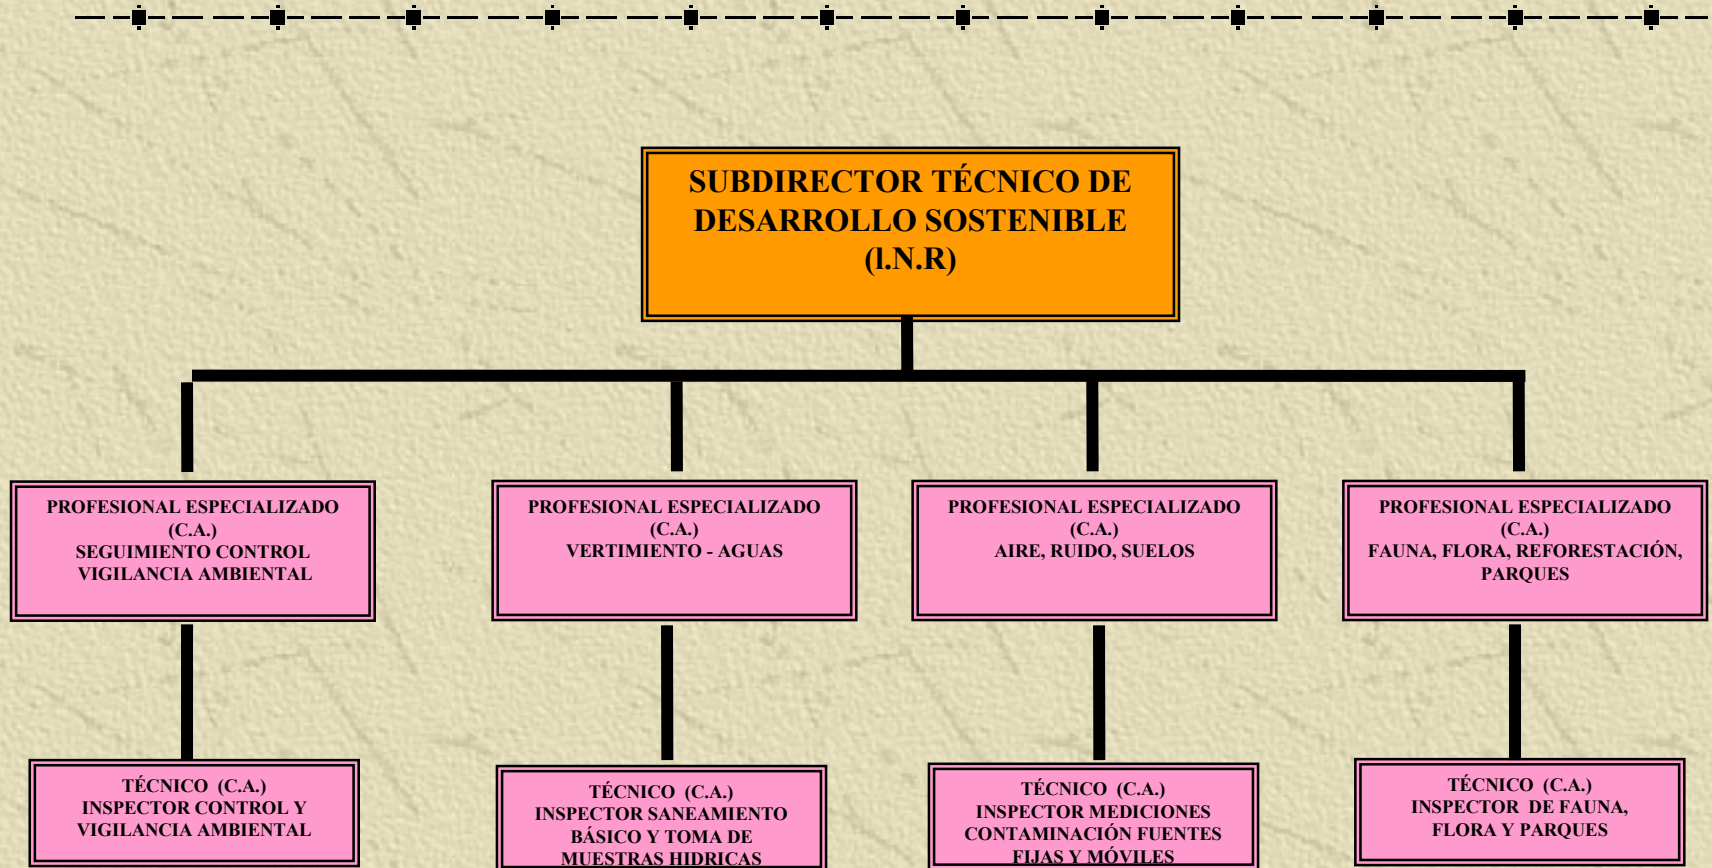 SUBDIRECTOR TÉCNICO DE
DESARROLLO SOSTENIBLE
(l.N.R)
PROFESIONAL ESPECIALIZADO
(C.A.)
SEGUIMIENTO CONTROL
VIGILANCIA AMBIENTAL
PROFESIONAL ESPECIALIZADO
(C.A.)
VERTIMIENTO - AGUAS
PROFESIONAL ESPECIALIZADO
(C.A.)
AIRE, RUIDO, SUELOS
PROFESIONAL ESPECIALIZADO
(C.A.)
FAUNA, FLORA, REFORESTACIÓN,
PARQUES
TÉCNICO (C.A.)
INSPECTOR CONTROL Y
VIGILANCIA AMBIENTAL
TÉCNICO (C.A.)
INSPECTOR SANEAMIENTO
BÁSICO Y TOMA DE
MUESTRAS HIDRICAS
TÉCNICO (C.A.)
INSPECTOR MEDICIONES
CONTAMINACIÓN FUENTES
FIJAS Y MÓVILES
TÉCNICO (C.A.)
INSPECTOR DE FAUNA,
FLORA Y PARQUES